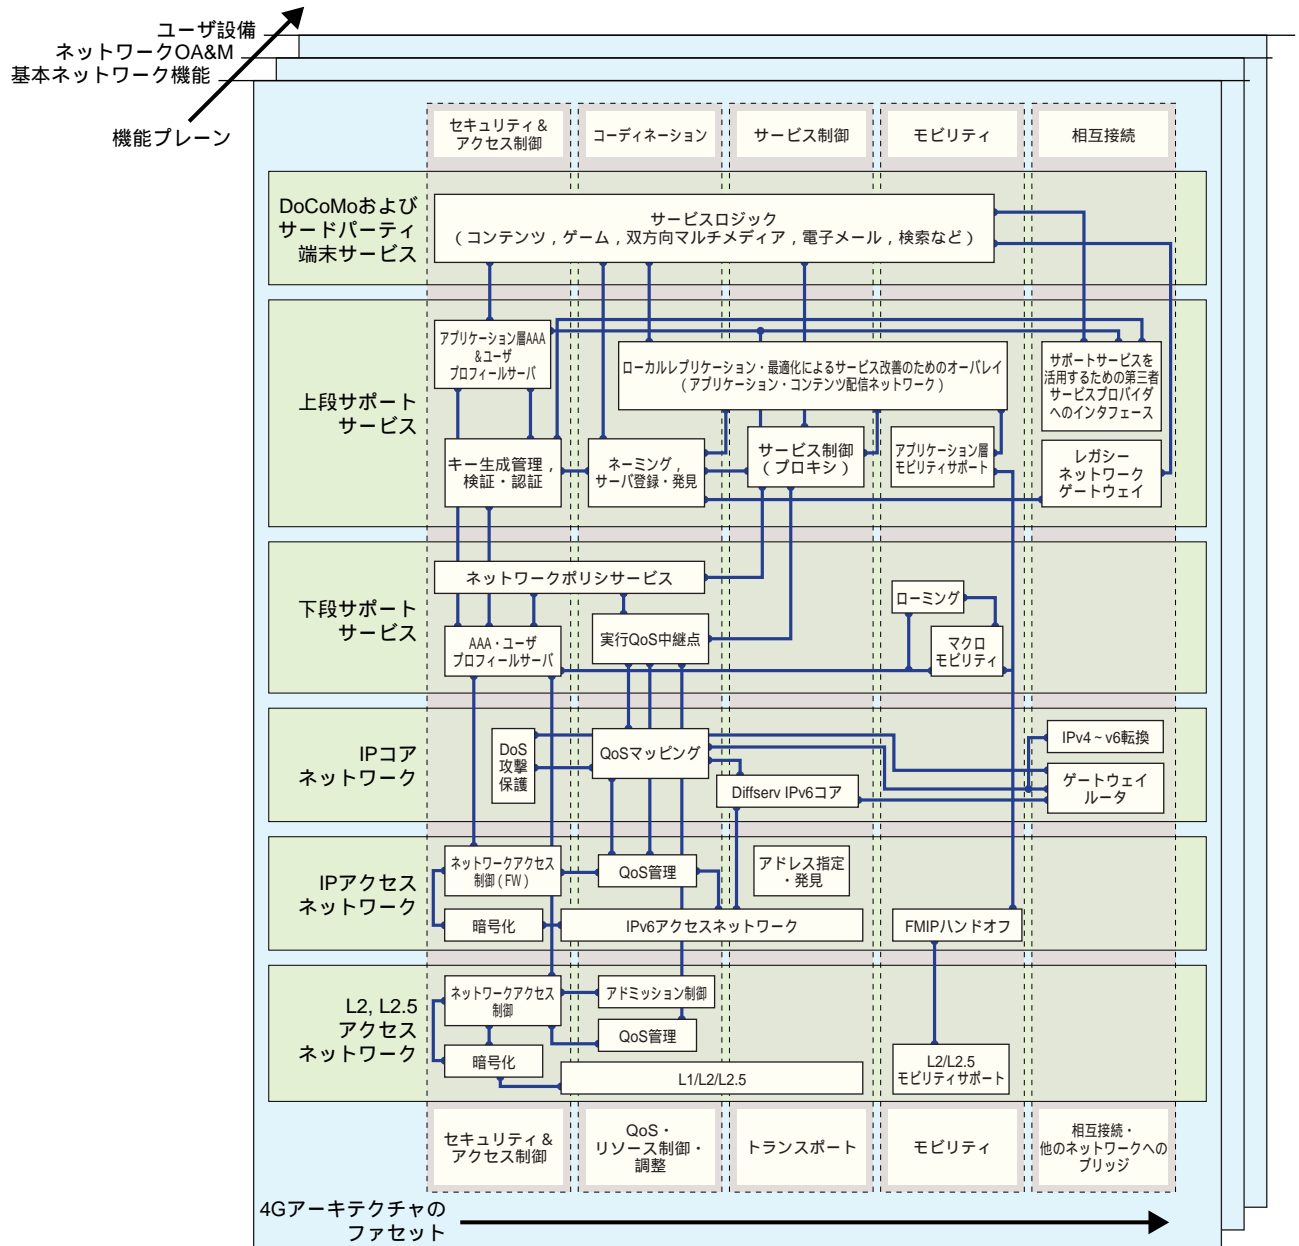 ユーザ設備
ネットワークOA&M
基本ネットワーク機能
機能プレーン
セキュリティ＆
アクセス制御
コーディネーション
サービス制御
モビリティ
相互接続
DoCoMoおよび
サードパーティ
端末サービス
サービスロジック
（コンテンツ，ゲーム，双方向マルチメディア，電子メール，検索など）
上段サポート
サービス
アプリケーション層AAA
＆ユーザ
プロフィールサーバ
ローカルレプリケーション・最適化によるサービス改善のためのオーバレイ
（アプリケーション・コンテンツ配信ネットワーク）
サポートサービスを
活用するための第三者
サービスプロバイダ
へのインタフェース
キー生成管理，
検証・認証
ネーミング，
サーバ登録・発見
サービス制御
（プロキシ）
アプリケーション層
モビリティサポート
レガシー
ネットワーク
ゲートウェイ
下段サポート
サービス
ネットワークポリシサービス
ローミング
AAA・ユーザ
プロフィールサーバ
実行QoS中継点
マクロ
モビリティ
IPコア
ネットワーク
DoS
攻撃
保護
QoSマッピング
Diffserv IPv6コア
IPv4～v6転換
ゲートウェイ
ルータ
IPアクセス
ネットワーク
ネットワークアクセス
制御（FW）
QoS管理
アドレス指定
・発見
暗号化
IPv6アクセスネットワーク
FMIPハンドオフ
L2, L2.5
アクセス
ネットワーク
ネットワークアクセス
制御
アドミッション制御
QoS管理
暗号化
L1/L2/L2.5
L2/L2.5
モビリティサポート
セキュリティ＆
アクセス制御
QoS・
リソース制御・
調整
トランスポート
モビリティ
相互接続・
他のネットワークへの
ブリッジ
4Gアーキテクチャの
ファセット